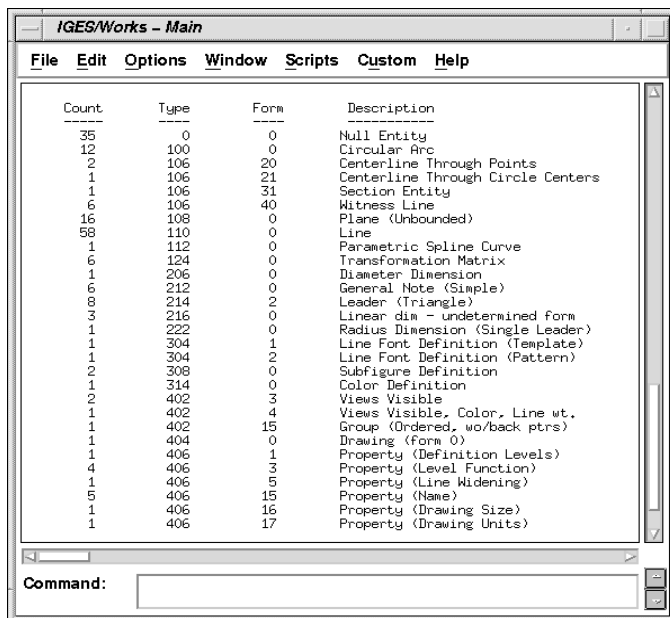 IGES/Works – Main
File Edit Options Window Scripts Custom Help
Count Type Form Description
----- ---- ---- -----------
35 0 0 Null Entity
12 100 0 Circular Arc
2 106 20 Centerline Through Points
1 106 21 Centerline Through Circle Centers
1 106 31 Section Entity
6 106 40 Witness Line
16 108 0 Plane (Unbounded)
58 110 0 Line
1 112 0 Parametric Spline Curve
6 124 0 Transformation Matrix
1 206 0 Diameter Dimension
6 212 0 General Note (Simple)
8 214 2 Leader (Triangle)
3 216 0 Linear dim - undetermined form
1 222 0 Radius Dimension (Single Leader)
1 304 1 Line Font Definition (Template)
1 304 2 Line Font Definition (Pattern)
2 308 0 Subfigure Definition
1 314 0 Color Definition
2 402 3 Views Visible
1 402 4 Views Visible, Color, Line wt.
1 402 15 Group (Ordered, wo/back ptrs)
1 404 0 Drawing (form 0)
1 406 1 Property (Definition Levels)
4 406 3 Property (Level Function)
1 406 5 Property (Line Widening)
5 406 15 Property (Name)
1 406 16 Property (Drawing Size)
1 406 17 Property (Drawing Units)
Command: